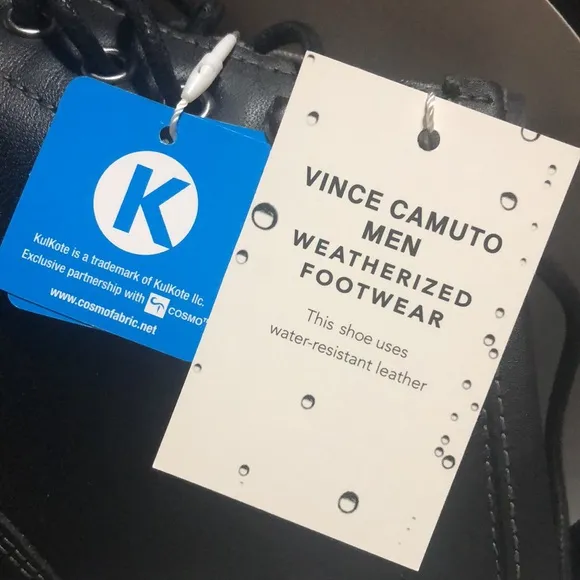 K
KulKote is a trademark of KulKote llc.
Exclusive partnership with COSMO™
www.cosmofabric.net
VINCE CAMUTO
MEN
WEATHERIZED
FOOTWEAR
This shoe uses
water-resistant leather